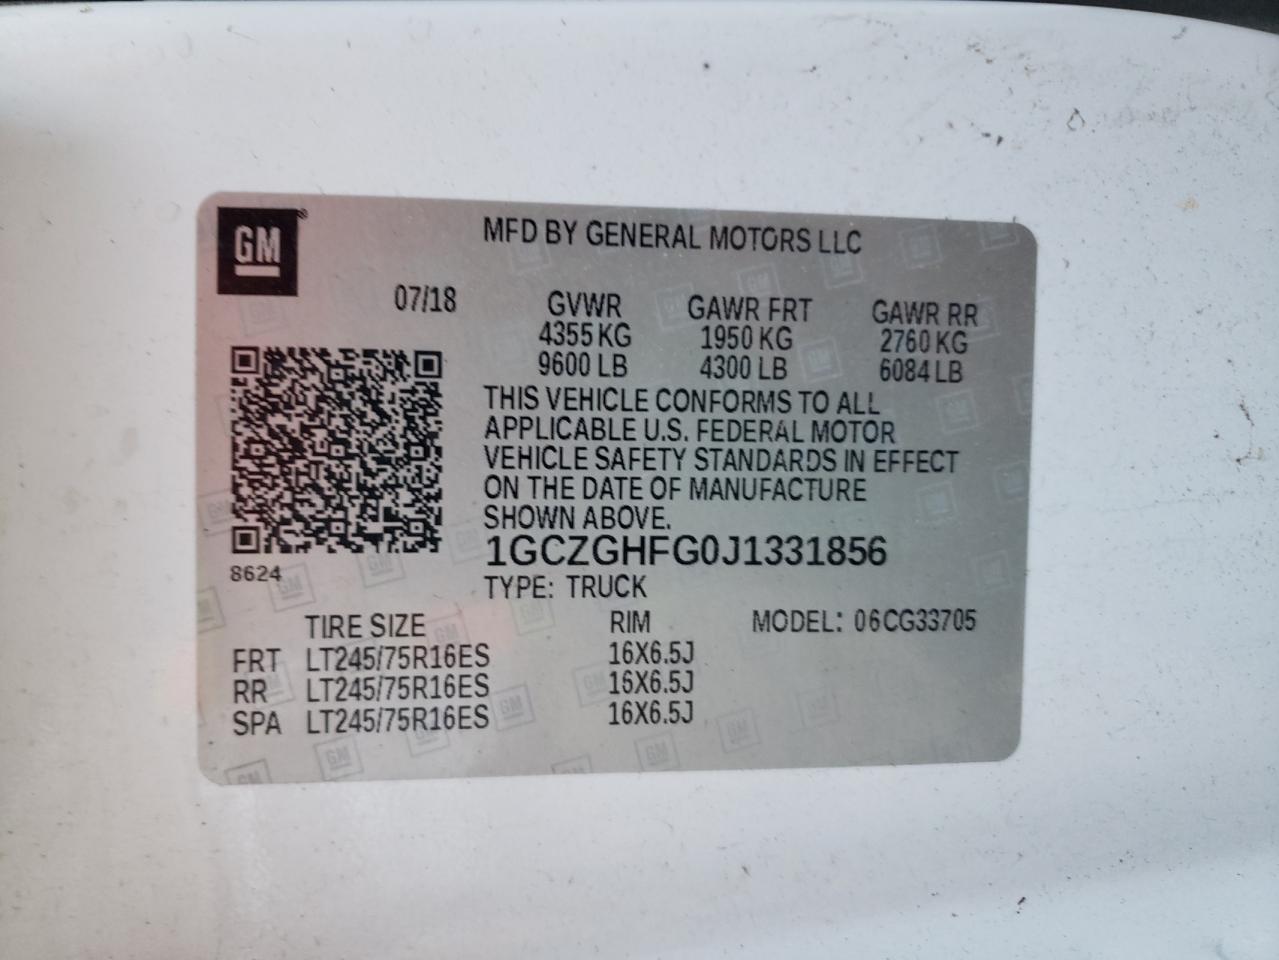 GM®
MFD BY GENERAL MOTORS LLC
07/18 GVWR GAWR FRT GAWR RR
4355 KG 1950 KG 2760 KG
9600 LB 4300 LB 6084 LB
THIS VEHICLE CONFORMS TO ALL
APPLICABLE U.S. FEDERAL MOTOR
VEHICLE SAFETY STANDARDS IN EFFECT
ON THE DATE OF MANUFACTURE
SHOWN ABOVE.
1GCZGHFG0J1331856
8624
TYPE: TRUCK
TIRE SIZE RIM MODEL: 06CG33705
FRT LT245/75R16ES 16X6.5J
RR LT245/75R16ES 16X6.5J
SPA LT245/75R16ES 16X6.5J